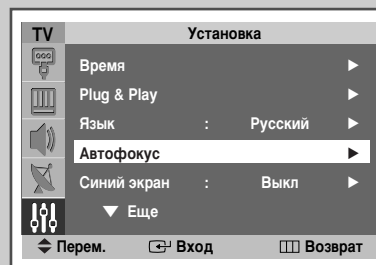 TV Установка
Время ▶
Plug & Play ▶
Язык : Русский ▶
Автофокус ▶
Синий экран : Выкл ▶
▼ Еще
Перем. Вход Возврат